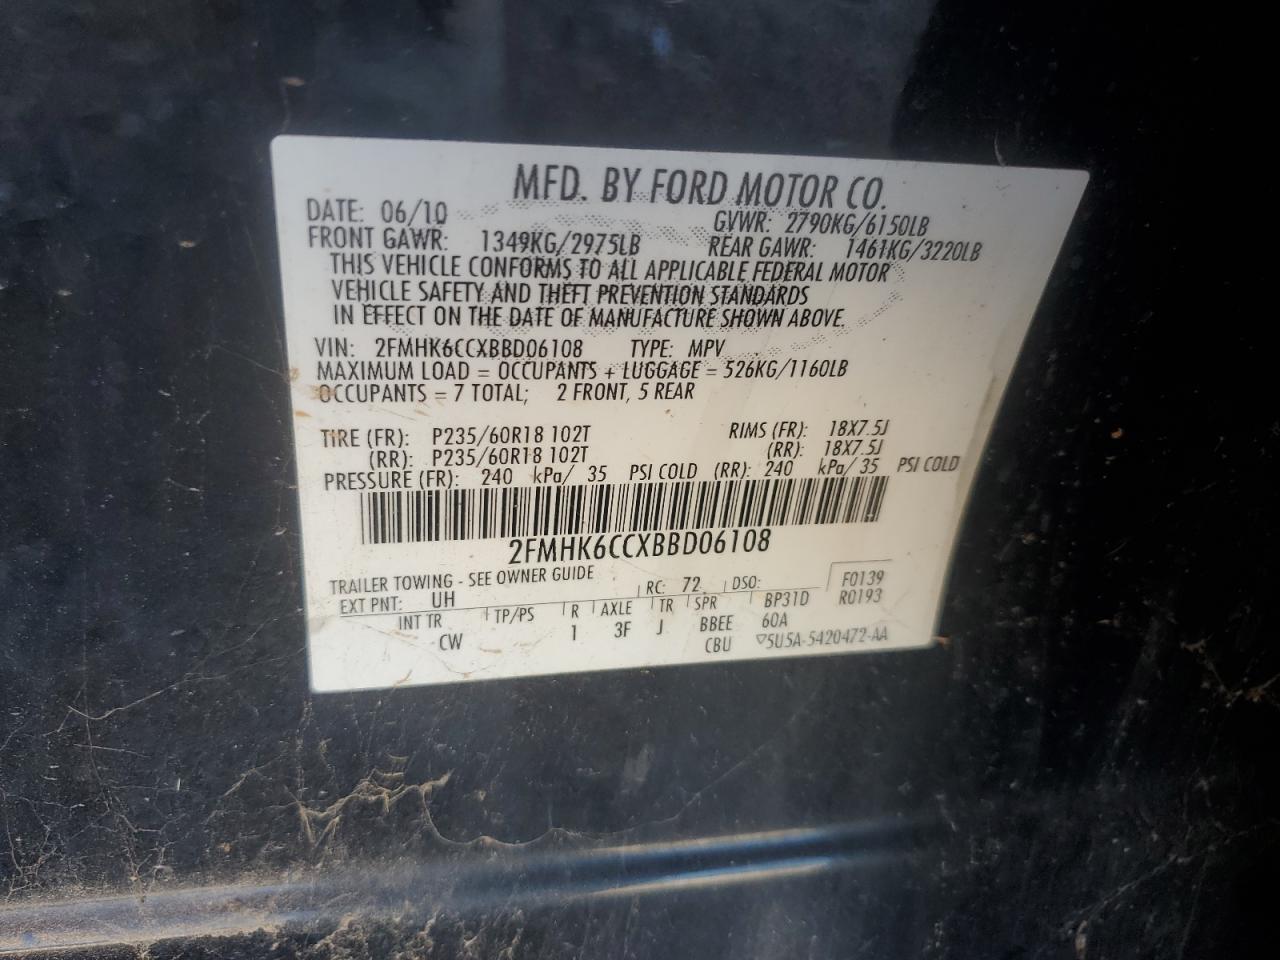 MFD. BY FORD MOTOR CO.
DATE: 06/10 GVWR: 2790KG/6150LB
FRONT GAWR: 1349KG/2975LB REAR GAWR: 1461KG/3220LB
THIS VEHICLE CONFORMS TO ALL APPLICABLE FEDERAL MOTOR
VEHICLE SAFETY AND THEFT PREVENTION STANDARDS
IN EFFECT ON THE DATE OF MANUFACTURE SHOWN ABOVE.
VIN: 2FMHK6CCXBBD06108 TYPE: MPV
MAXIMUM LOAD = OCCUPANTS + LUGGAGE = 526KG/1160LB
OCCUPANTS = 7 TOTAL; 2 FRONT, 5 REAR
TIRE (FR): P235/60R18 102T RIMS (FR): 18X7.5J
(RR): P235/60R18 102T (RR): 18X7.5J
PRESSURE (FR): 240 kPa/ 35 PSI COLD (RR): 240 kPa/ 35 PSI COLD
2FMHK6CCXBBD06108
TRAILER TOWING - SEE OWNER GUIDE F0139
EXT PNT: UH RC: 72 DSO: R0193
INT TR TP/PS R AXLE TR SPR BP31D
CW 1 3F J BBEE 60A
CBU 5U5A-5420472-AA